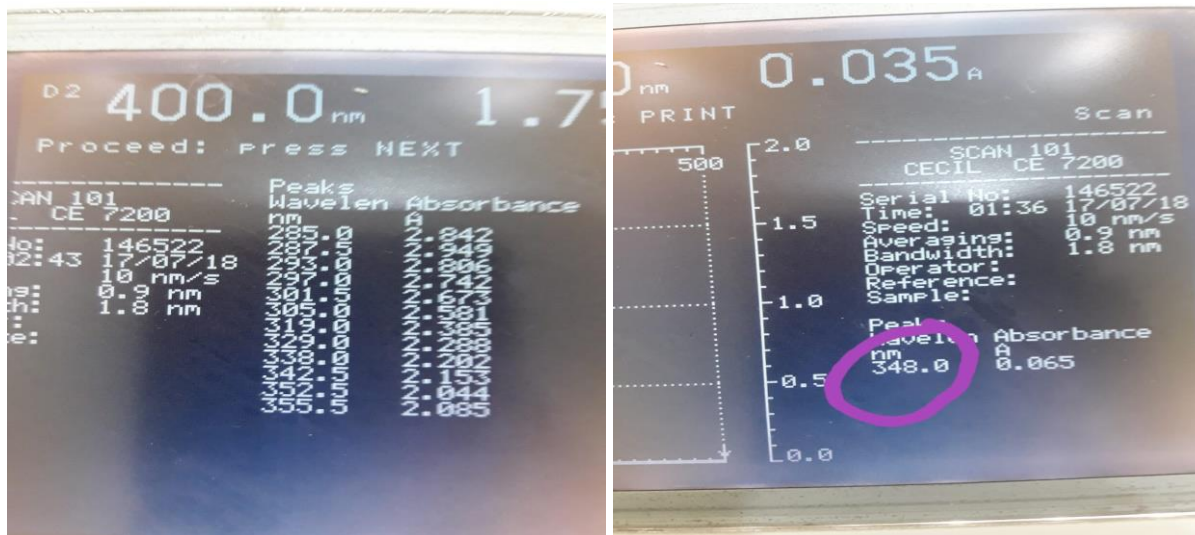 D2 400.0 nm 1.7
Proceed: press NEXT
CAN 101
CE 7200
No: 146522
02:43 17/07/18
10 nm/s
0.9 nm
1.8 nm
Peaks
Wavelen Absorbance
nm A
285.0 2.842
287.5
293.0 2.806
297.0 2.742
301.5 2.673
305.0 2.581
319.0 2.385
329.0 2.288
338.0 2.202
342.5 2.153
352.5 2.044
355.5 2.085
nm 0.035 A
PRINT Scan
500
2.0
1.5
1.0
0.5
0.0
SCAN 101
CECIL CE 7200
Serial No: 146522
Time: 01:36 17/07/18
Speed: 10 nm/s
Averaging: 0.9 nm
Bandwidth: 1.8 nm
Operator:
Reference:
Sample:
Peaks
Wavelen Absorbance
nm A
348.0 0.065